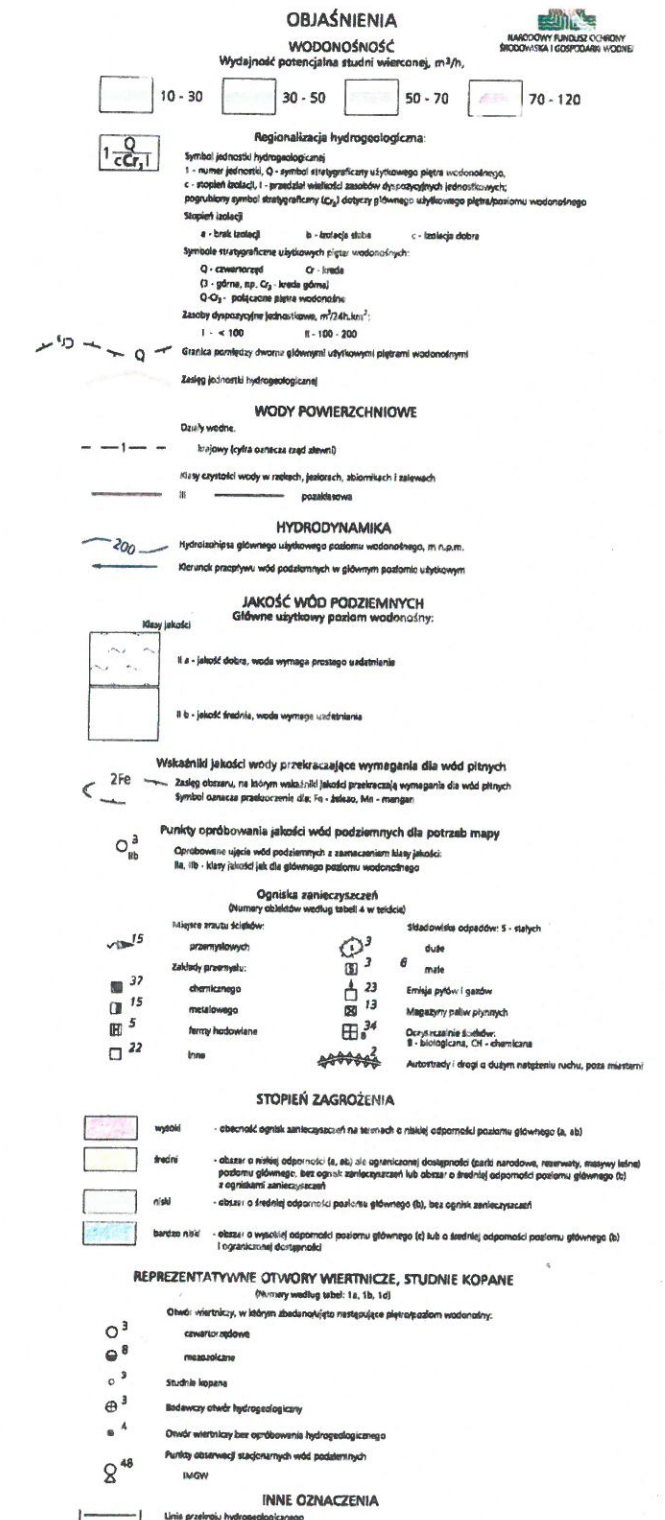 OBJAŚNIENIA
NARODOWY FUNDUSZ OCHRONY
ŚRODOWISKA I GOSPODARKI WODNEJ
WODONOŚNOŚĆ
Wydajność potencjalna studni wierconej, m³/h,
10 - 30
30 - 50
50 - 70
70 - 120
1 Q
cCr₃ I
Regionalizacja hydrogeologiczna:
Symbol jednostki hydrogeologicznej
1 - numer jednostki, Q - symbol stratygraficzny użytkowego piętra wodonośnego,
c - stopień izolacji, I - przedział wielkości zasobów dyspozycyjnych jednostkowych;
pogrubiony symbol stratygraficzny (Cr₃) dotyczy głównego użytkowego piętra/poziomu wodonośnego
Stopień izolacji
a - brak izolacji b - izolacja słaba c - izolacja dobra
Symbole stratygraficzne użytkowych pięter wodonośnych:
Q - czwartorzęd Cr - kreda
(3 - górna, np. Cr₃ - kreda górna)
połączone piętra wodonośne
Zasoby dyspozycyjne jednostkowe, m³/24h.km²:
I - < 100 II - 100 - 200
Cr₃ Q Granica pomiędzy dwoma głównymi użytkowymi piętrami wodonośnymi
Zasięg jednostki hydrogeologicznej
WODY POWIERZCHNIOWE
Działy wodne.
1 krajowy (cyfra oznacza rząd zlewni)
Klasy czystości wody w rzekach, jeziorach, zbiornikach i zalewach
III pozaklasowa
HYDRODYNAMIKA
200 Hydroizohipsa głównego użytkowego poziomu wodonośnego, m n.p.m.
Kierunek przepływu wód podziemnych w głównym poziomie użytkowym
JAKOŚĆ WÓD PODZIEMNYCH
Główne użytkowy poziom wodonośny:
Klasy jakości
II a - jakość dobra, woda wymaga prostego uzdatniania
II b - jakość średnia, woda wymaga uzdatniania
Wskaźniki jakości wody przekraczające wymagania dla wód pitnych
2Fe Zasięg obszaru, na którym wskaźniki jakości przekraczają wymagania dla wód pitnych
Symbol oznacza przekroczenie dla: Fe - żelazo, Mn - mangan
Punkty opróbowania jakości wód podziemnych dla potrzeb mapy
3
IIb
Opróbowane ujęcie wód podziemnych z zaznaczeniem klasy jakości:
IIa, IIb - klasy jakości jak dla głównego poziomu wodonośnego
Ogniska zanieczyszczeń
(Numery obiektów według tabeli 4 w tekście)
Miejsce zrzutu ścieków:
15 przemysłowych
Zakłady przemysłu:
37 chemicznego
15 metalowego
H 5 fermy hodowlane
22 inne
Składowiska odpadów: S - stałych
3 duże
S 3 6 małe
23 Emisja pyłów i gazów
13 Magazyny paliw płynnych
34 B Oczyszczalnie ścieków:
B - biologiczna, CH - chemiczna
2 Autostrady i drogi o dużym natężeniu ruchu, poza miastami
STOPIEŃ ZAGROŻENIA
wysoki - obecność ognisk zanieczyszczeń na terenach o niskiej odporności poziomu głównego (a, ab)
średni - obszar o niskiej odporności (a, ab) ale ograniczonej dostępności (parki narodowe, rezerwaty, masywy leśne)
poziomu głównego, bez ognisk zanieczyszczeń lub obszar o średniej odporności poziomu głównego (b)
z ogniskami zanieczyszczeń
niski - obszar o średniej odporności poziomu głównego (b), bez ognisk zanieczyszczeń
bardzo niski - obszar o wysokiej odporności poziomu głównego (c) lub o średniej odporności poziomu głównego (b)
i ograniczonej dostępności
REPREZENTATYWNE OTWORY WIERTNICZE, STUDNIE KOPANE
(Numery według tabel: 1a, 1b, 1d)
Otwór wiertniczy, w którym zbadano/ujęto następujące piętro/poziom wodonośny:
3 czwartorzędowe
8 mezozoiczne
3 Studnie kopana
3 Badawczy otwór hydrogeologiczny
4 Otwór wiertniczy bez opróbowania hydrogeologicznego
Punkty obserwacji stacjonarnych wód podziemnych
48 IMGW
INNE OZNACZENIA
Linia przekroju hydrogeologicznego